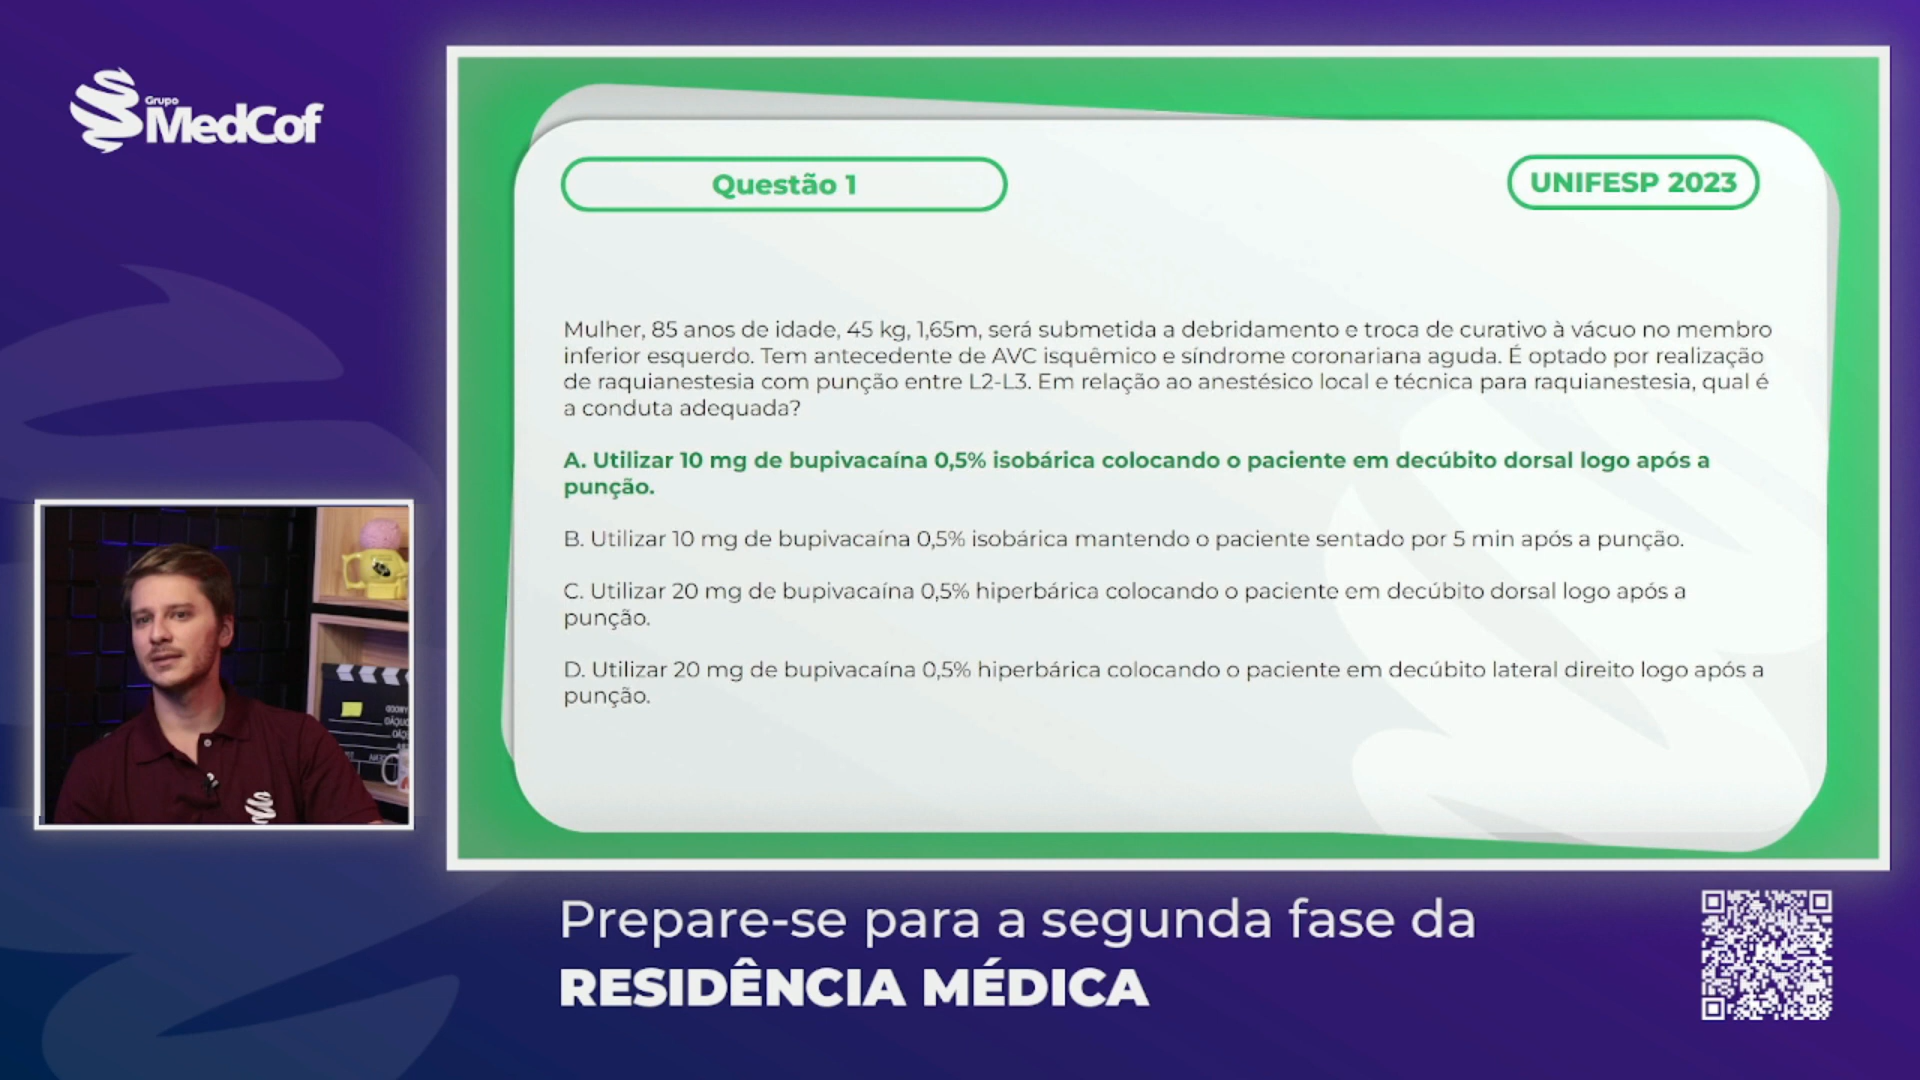 Grupo
MedCof
Questão 1
UNIFESP 2023
Mulher, 85 anos de idade, 45 kg, 1,65m, será submetida a debridamento e troca de curativo à vácuo no membro
inferior esquerdo. Tem antecedente de AVC isquêmico e síndrome coronariana aguda. É optado por realização
de raquianestesia com punção entre L2-L3. Em relação ao anestésico local e técnica para raquianestesia, qual é
a conduta adequada?
A. Utilizar 10 mg de bupivacaína 0,5% isobárica colocando o paciente em decúbito dorsal logo após a
punção.
B. Utilizar 10 mg de bupivacaína 0,5% isobárica mantendo o paciente sentado por 5 min após a punção.
C. Utilizar 20 mg de bupivacaína 0,5% hiperbárica colocando o paciente em decúbito dorsal logo após a
punção.
D. Utilizar 20 mg de bupivacaína 0,5% hiperbárica colocando o paciente em decúbito lateral direito logo após a
punção.
Prepare-se para a segunda fase da
RESIDÊNCIA MÉDICA